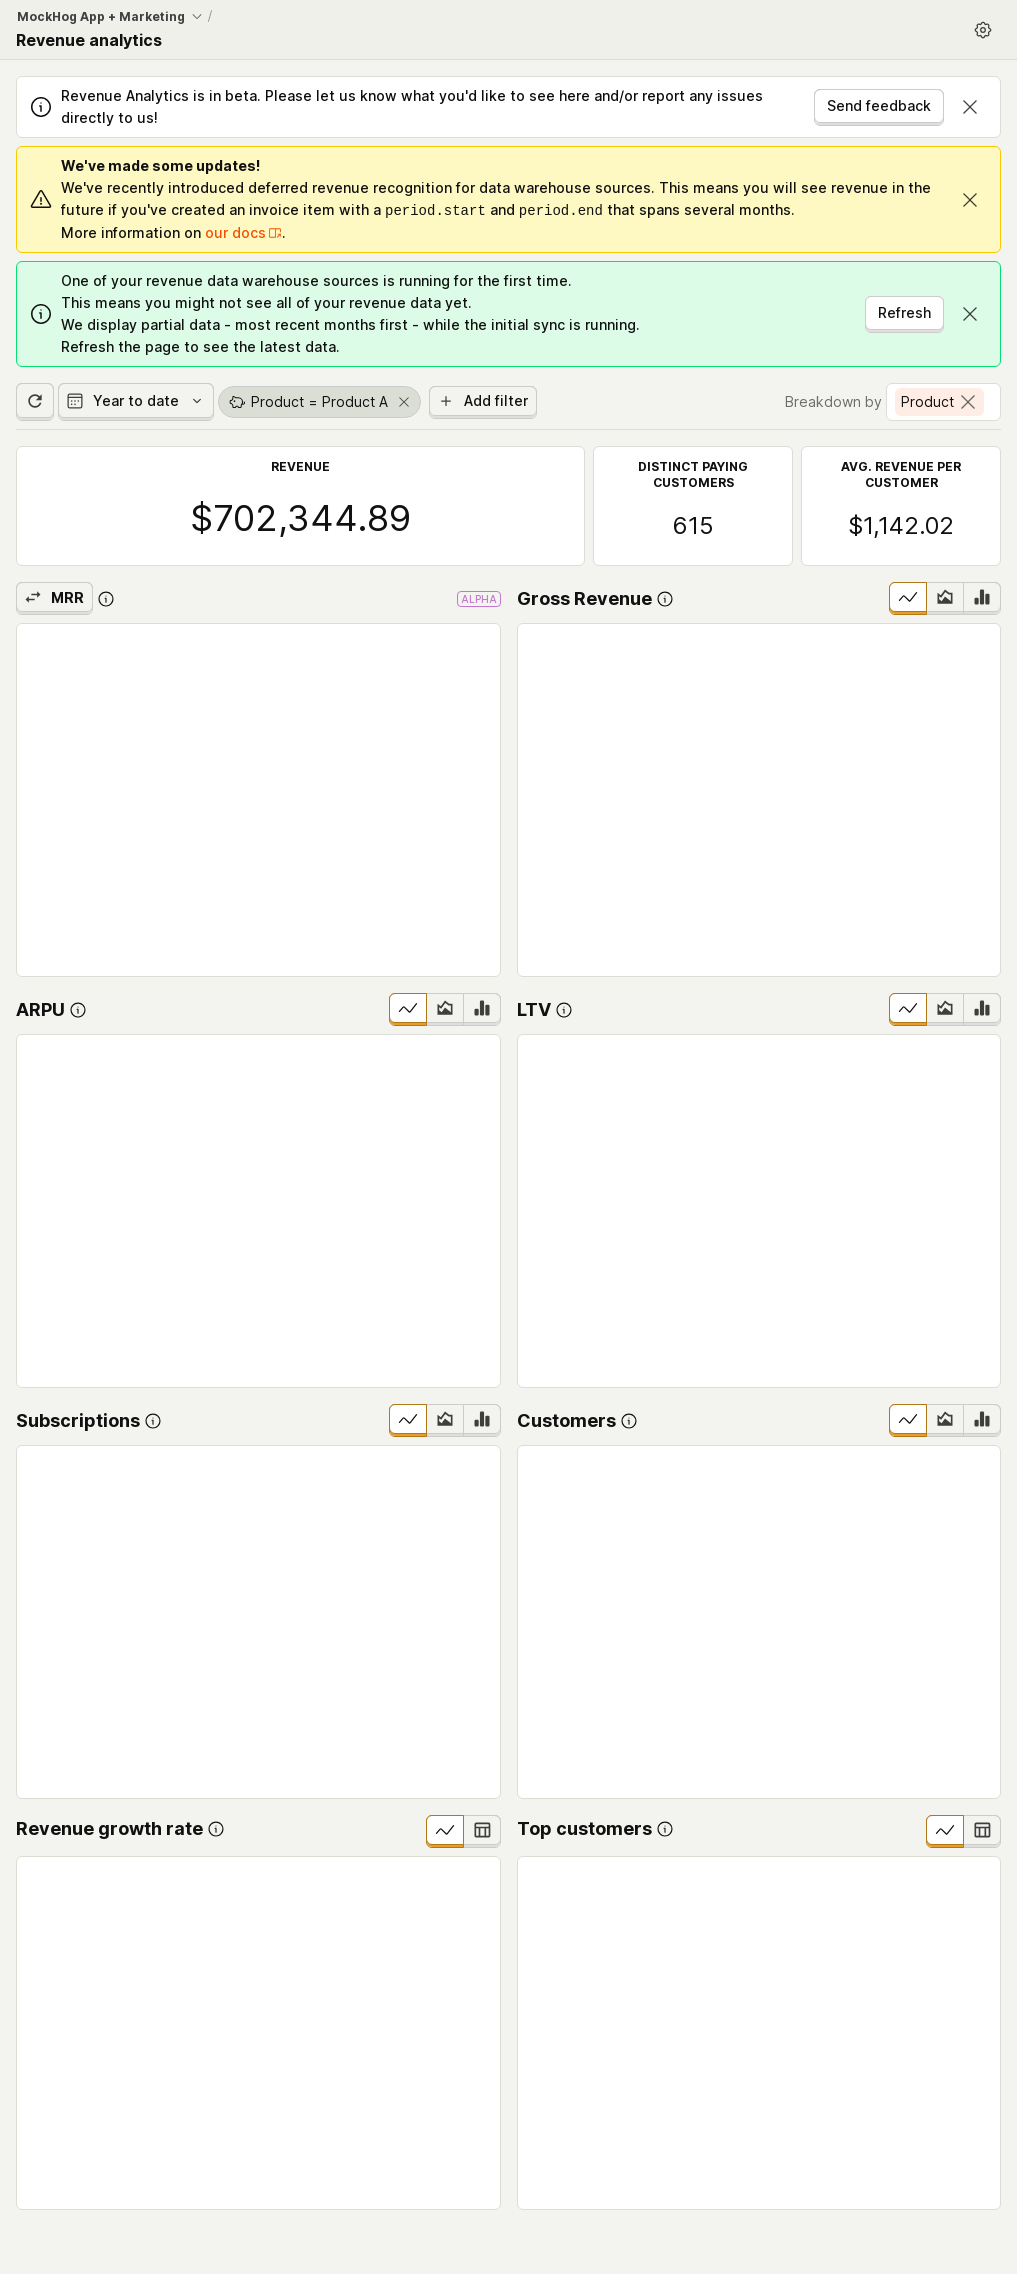 MockHog App + Marketing /
Revenue analytics
Revenue Analytics is in beta. Please let us know what you'd like to see here and/or report any issues
directly to us!
Send feedback
We've made some updates!
We've recently introduced deferred revenue recognition for data warehouse sources. This means you will see revenue in the
future if you've created an invoice item with a period.start and period.end that spans several months.
More information on our docs.
One of your revenue data warehouse sources is running for the first time.
This means you might not see all of your revenue data yet.
We display partial data - most recent months first - while the initial sync is running.
Refresh the page to see the latest data.
Refresh
Year to date
Product = Product A
Add filter
Breakdown by
Product
REVENUE
$702,344.89
DISTINCT PAYING
CUSTOMERS
615
AVG. REVENUE PER
CUSTOMER
$1,142.02
MRR
ALPHA
Gross Revenue
ARPU
LTV
Subscriptions
Customers
Revenue growth rate
Top customers